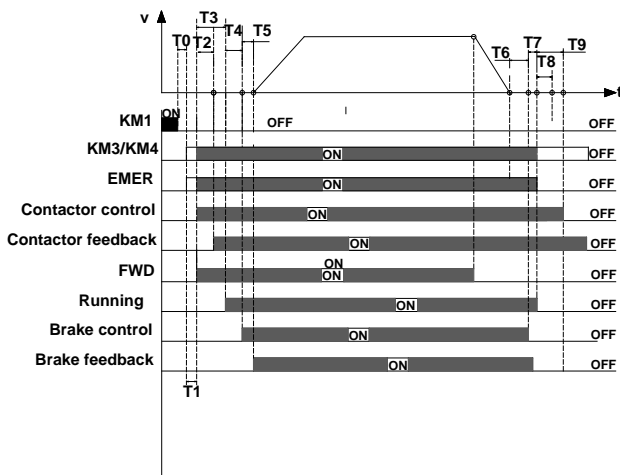 v
T0
T3
T2
T4
T5
T6
T7
T9
T8
t
KM1
ON
OFF
OFF
KM3/KM4
ON
OFF
EMER
ON
OFF
Contactor control
ON
OFF
Contactor feedback
ON
OFF
FWD
ON
ON
OFF
Running
ON
OFF
Brake control
ON
OFF
Brake feedback
ON
OFF
T1